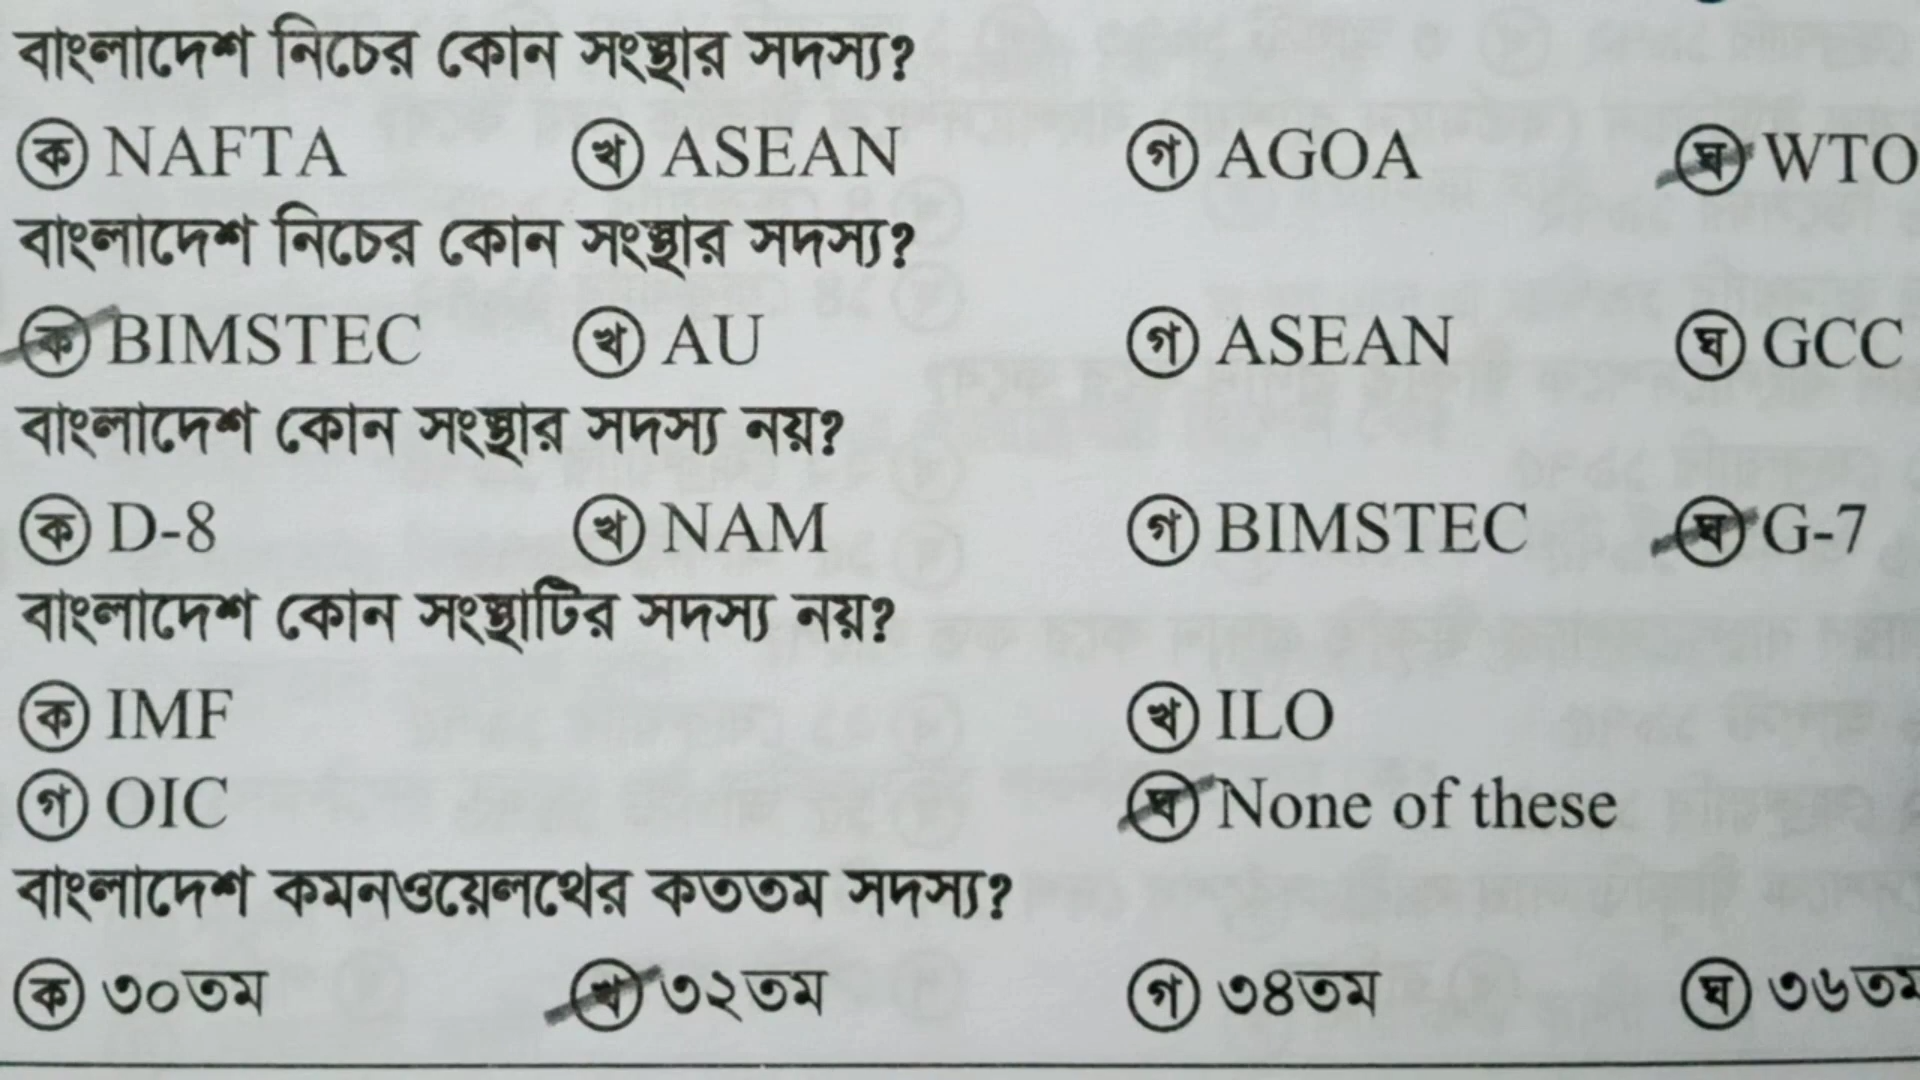 বাংলাদেশ নিচের কোন সংস্থার সদস্য?
ক NAFTA খ ASEAN গ AGOA ঘ WTO
বাংলাদেশ নিচের কোন সংস্থার সদস্য?
ক BIMSTEC খ AU গ ASEAN ঘ GCC
বাংলাদেশ কোন সংস্থার সদস্য নয়?
ক D-8 খ NAM গ BIMSTEC ঘ G-7
বাংলাদেশ কোন সংস্থাটির সদস্য নয়?
ক IMF খ ILO
গ OIC ঘ None of these
বাংলাদেশ কমনওয়েলথের কততম সদস্য?
ক ৩০তম খ ৩২তম গ ৩৪তম ঘ ৩৬তম